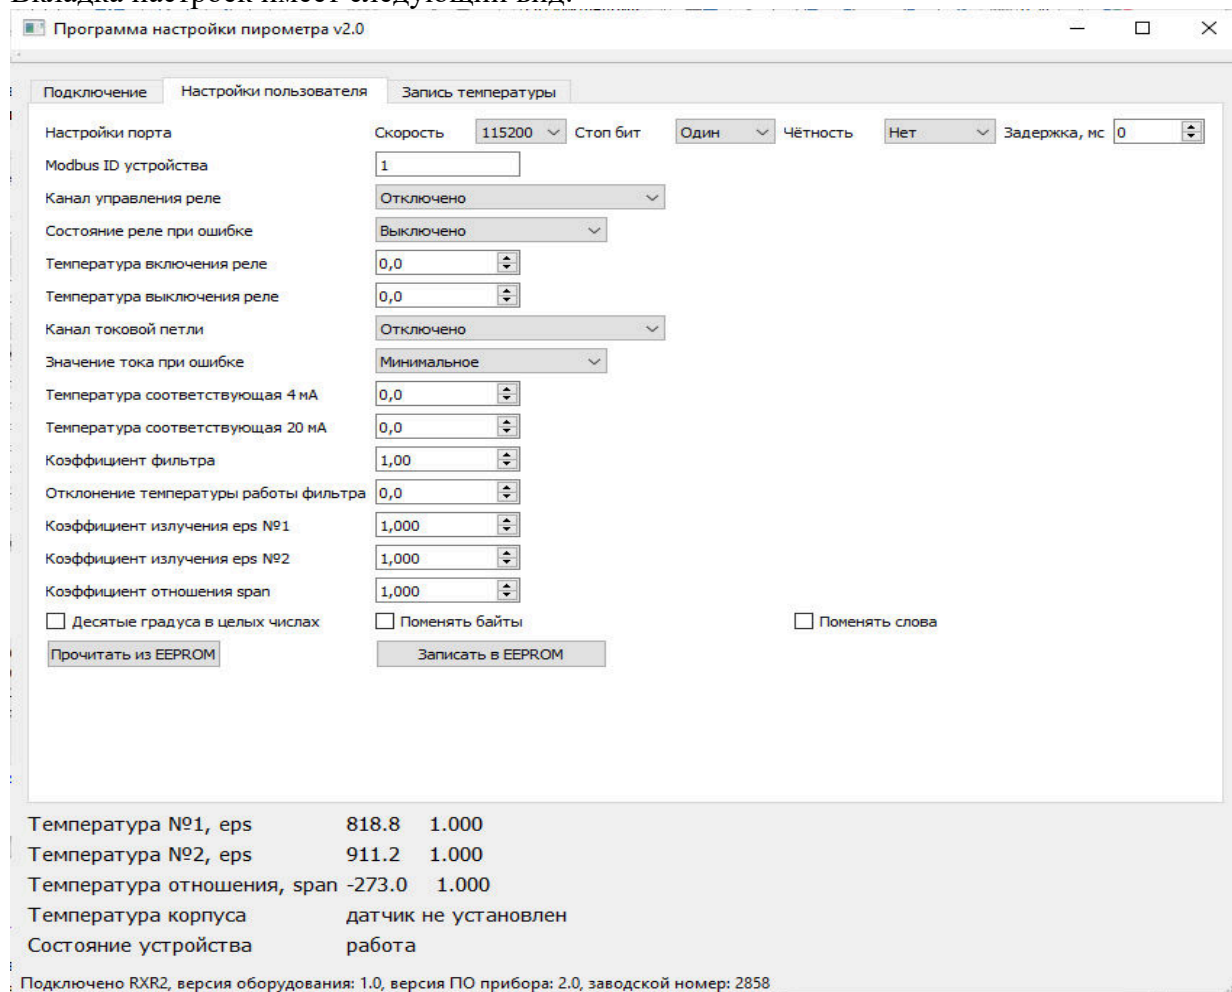 Вкладка настроек имеет следующий вид:
Программа настройки пирометра v2.0
Подключение Настройки пользователя Запись температуры
Настройки порта Скорость 115200 Стоп бит Один Чётность Нет Задержка, мс 0
Modbus ID устройства 1
Канал управления реле Отключено
Состояние реле при ошибке Выключено
Температура включения реле 0,0
Температура выключения реле 0,0
Канал токовой петли Отключено
Значение тока при ошибке Минимальное
Температура соответствующая 4 мА 0,0
Температура соответствующая 20 мА 0,0
Коэффициент фильтра 1,00
Отклонение температуры работы фильтра 0,0
Коэффициент излучения eps №1 1,000
Коэффициент излучения eps №2 1,000
Коэффициент отношения span 1,000
Десятые градуса в целых числах Поменять байты Поменять слова
Прочитать из EEPROM Записать в EEPROM
Температура №1, eps 818.8 1.000
Температура №2, eps 911.2 1.000
Температура отношения, span -273.0 1.000
Температура корпуса датчик не установлен
Состояние устройства работа
Подключено RXR2, версия оборудования: 1.0, версия ПО прибора: 2.0, заводской номер: 2858